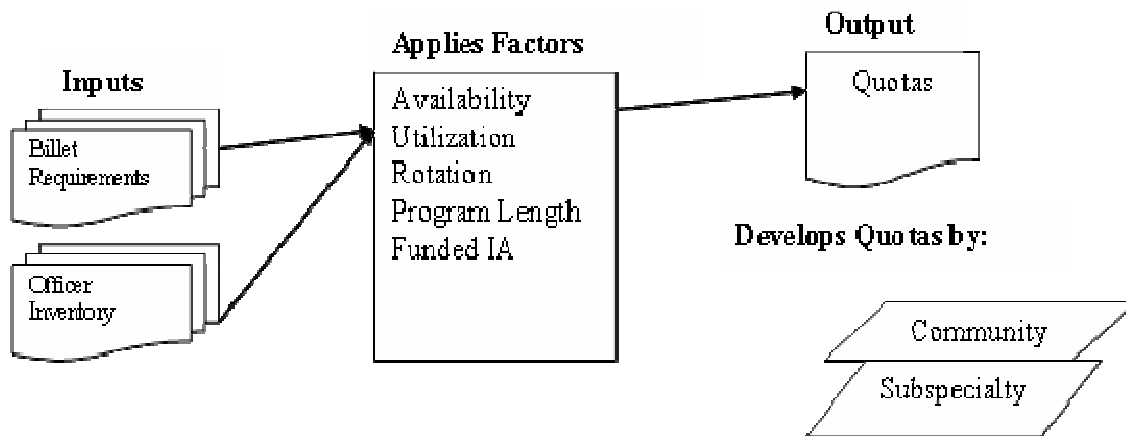 Inputs
Billet
Requirements
Officer
Inventory
Applies Factors
Availability
Utilization
Rotation
Program Length
Funded IA
Output
Quotas
Develops Quotas by:
Community
Subspecialty